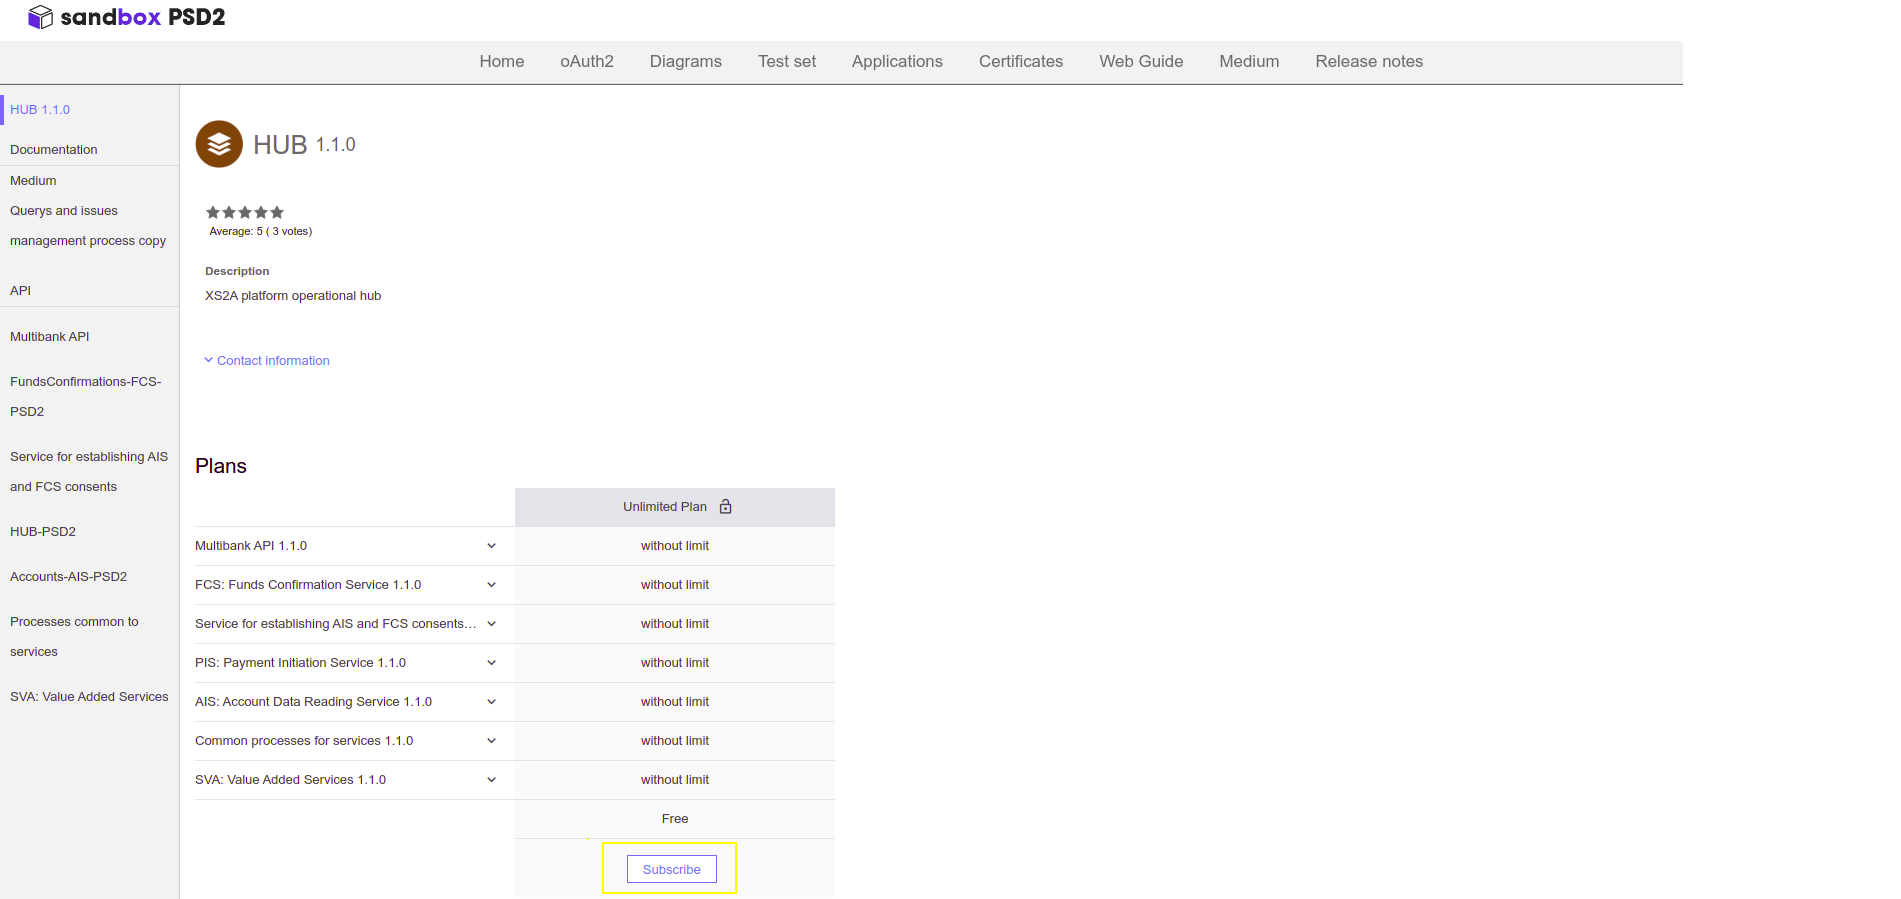 sandbox PSD2
Home oAuth2 Diagrams Test set Applications Certificates Web Guide Medium Release notes
HUB 1.1.0
Documentation
Medium
Querys and issues
management process copy
API
Multibank API
FundsConfirmations-FCS-
PSD2
Service for establishing AIS
and FCS consents
HUB-PSD2
Accounts-AIS-PSD2
Processes common to
services
SVA: Value Added Services
HUB 1.1.0
Average: 5 ( 3 votes)
Description
XS2A platform operational hub
Contact information
Plans
Unlimited Plan
Multibank API 1.1.0 without limit
FCS: Funds Confirmation Service 1.1.0 without limit
Service for establishing AIS and FCS consents... without limit
PIS: Payment Initiation Service 1.1.0 without limit
AIS: Account Data Reading Service 1.1.0 without limit
Common processes for services 1.1.0 without limit
SVA: Value Added Services 1.1.0 without limit
Free
Subscribe